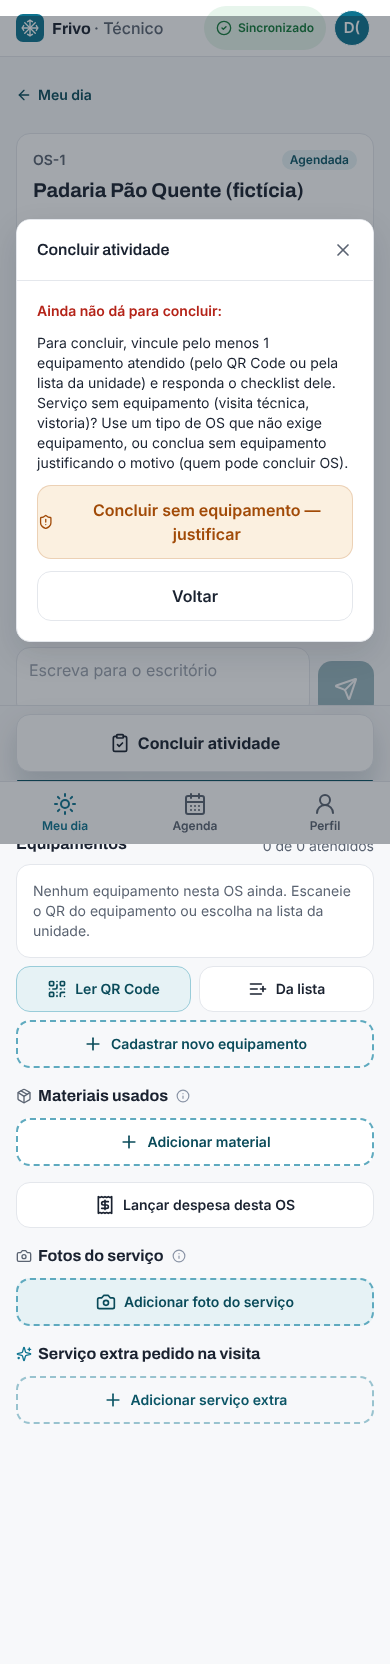 Frivo · Técnico
Sincronizado
D(
Meu dia
OS-1
Agendada
Padaria Pão Quente (fictícia)
Concluir atividade
Ainda não dá para concluir:
Para concluir, vincule pelo menos 1
equipamento atendido (pelo QR Code ou pela
lista da unidade) e responda o checklist dele.
Serviço sem equipamento (visita técnica,
vistoria)? Use um tipo de OS que não exige
equipamento, ou conclua sem equipamento
justificando o motivo (quem pode concluir OS).
Concluir sem equipamento —
justificar
Voltar
Escreva para o escritório
Concluir atividade
Meu dia
Agenda
Perfil
Equipamentos
0 de 0 atendidos
Nenhum equipamento nesta OS ainda. Escaneie
o QR do equipamento ou escolha na lista da
unidade.
Ler QR Code
Da lista
Cadastrar novo equipamento
Materiais usados
Adicionar material
Lançar despesa desta OS
Fotos do serviço
Adicionar foto do serviço
Serviço extra pedido na visita
Adicionar serviço extra